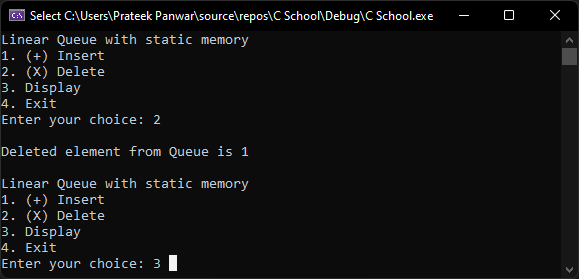 Select C:\Users\Prateek Panwar\source\repos\C School\Debug\C School.exe
Linear Queue with static memory
1. (+) Insert
2. (X) Delete
3. Display
4. Exit
Enter your choice: 2
Deleted element from Queue is 1
Linear Queue with static memory
1. (+) Insert
2. (X) Delete
3. Display
4. Exit
Enter your choice: 3